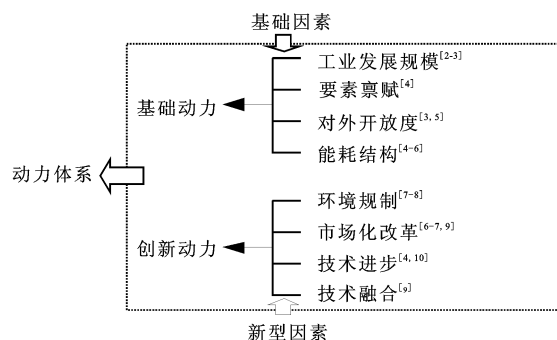 基础因素
工业发展规模[2-3]
要素禀赋[4]
基础动力
对外开放度[3, 5]
能耗结构[4-6]
动力体系
环境规制[7-8]
市场化改革[6-7, 9]
创新动力
技术进步[4, 10]
技术融合[9]
新型因素